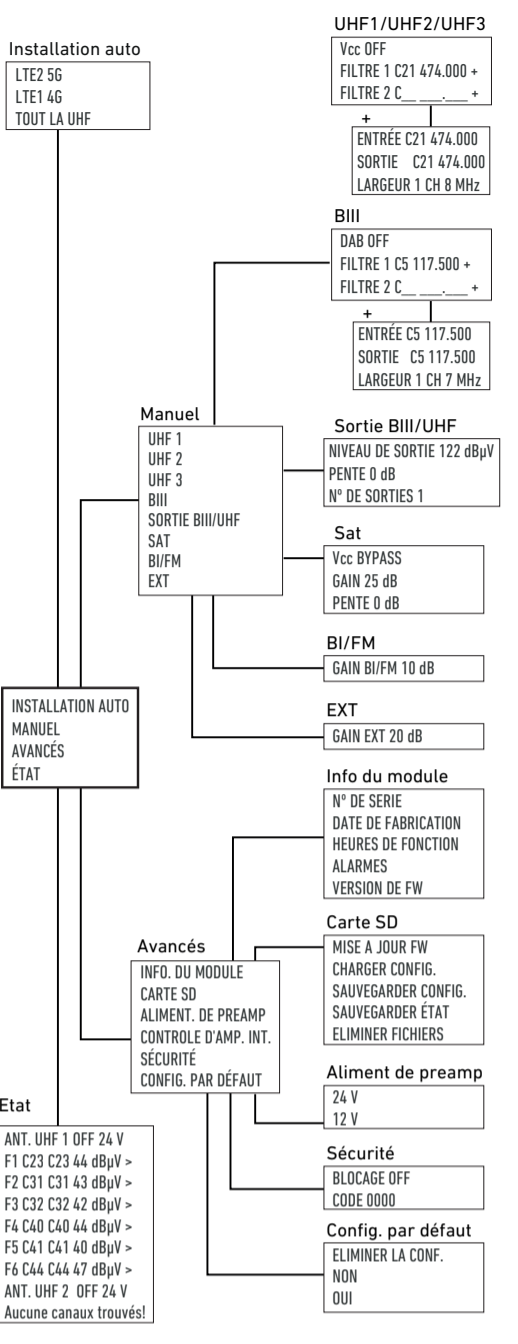 UHF1/UHF2/UHF3
Vcc OFF
FILTRE 1 C21 474.000 +
FILTRE 2 C__ ___.___ +
+
ENTRÉE C21 474.000
SORTIE C21 474.000
LARGEUR 1 CH 8 MHz
Installation auto
LTE2 5G
LTE1 4G
TOUT LA UHF
BIII
DAB OFF
FILTRE 1 C5 117.500 +
FILTRE 2 C__ ___.___ +
+
ENTRÉE C5 117.500
SORTIE C5 117.500
LARGEUR 1 CH 7 MHz
Manuel
UHF 1
UHF 2
UHF 3
BIII
SORTIE BIII/UHF
SAT
BI/FM
EXT
Sortie BIII/UHF
NIVEAU DE SORTIE 122 dBµV
PENTE 0 dB
Nº DE SORTIES 1
Sat
Vcc BYPASS
GAIN 25 dB
PENTE 0 dB
BI/FM
GAIN BI/FM 10 dB
EXT
GAIN EXT 20 dB
INSTALLATION AUTO
MANUEL
AVANCÉS
ÉTAT
Info du module
Nº DE SERIE
DATE DE FABRICATION
HEURES DE FONCTION
ALARMES
VERSION DE FW
Avancés
INFO. DU MODULE
CARTE SD
ALIMENT. DE PREAMP
CONTROLE D'AMP. INT.
SÉCURITÉ
CONFIG. PAR DÉFAUT
Carte SD
MISE A JOUR FW
CHARGER CONFIG.
SAUVEGARDER CONFIG.
SAUVEGARDER ÉTAT
ELIMINER FICHIERS
Aliment de preamp
24 V
12 V
Sécurité
BLOCAGE OFF
CODE 0000
Config. par défaut
ELIMINER LA CONF.
NON
OUI
Etat
ANT. UHF 1 OFF 24 V
F1 C23 C23 44 dBµV >
F2 C31 C31 43 dBµV >
F3 C32 C32 42 dBµV >
F4 C40 C40 44 dBµV >
F5 C41 C41 40 dBµV >
F6 C44 C44 47 dBµV >
ANT. UHF 2 OFF 24 V
Aucune canaux trouvés!